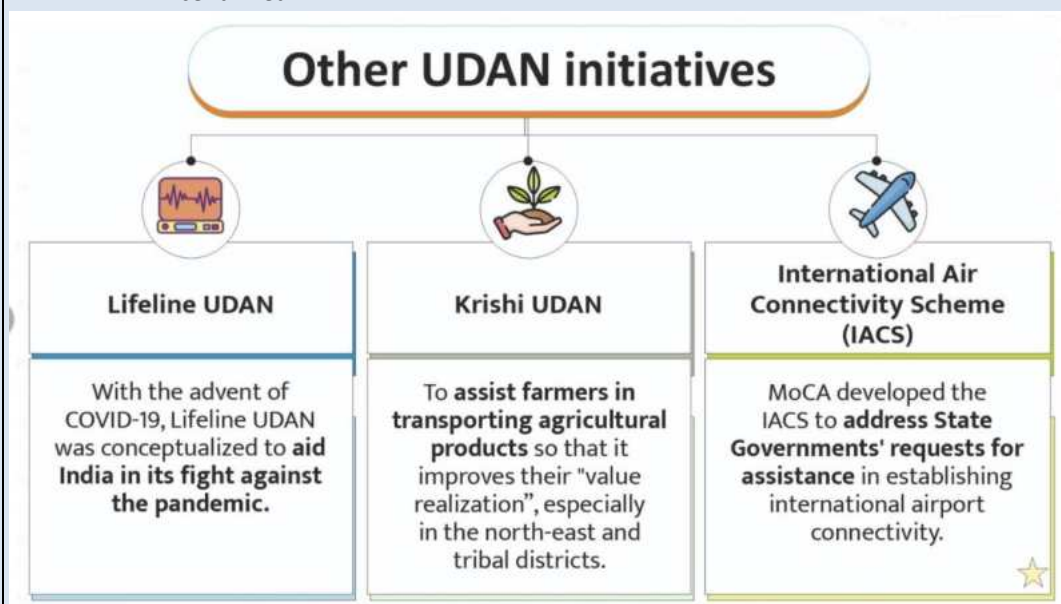 Other UDAN initiatives
Lifeline UDAN
With the advent of
COVID-19, Lifeline UDAN
was conceptualized to aid
India in its fight against
the pandemic.
Krishi UDAN
To assist farmers in
transporting agricultural
products so that it
improves their "value
realization”, especially
in the north-east and
tribal districts.
International Air
Connectivity Scheme
(IACS)
MoCA developed the
IACS to address State
Governments' requests for
assistance in establishing
international airport
connectivity.